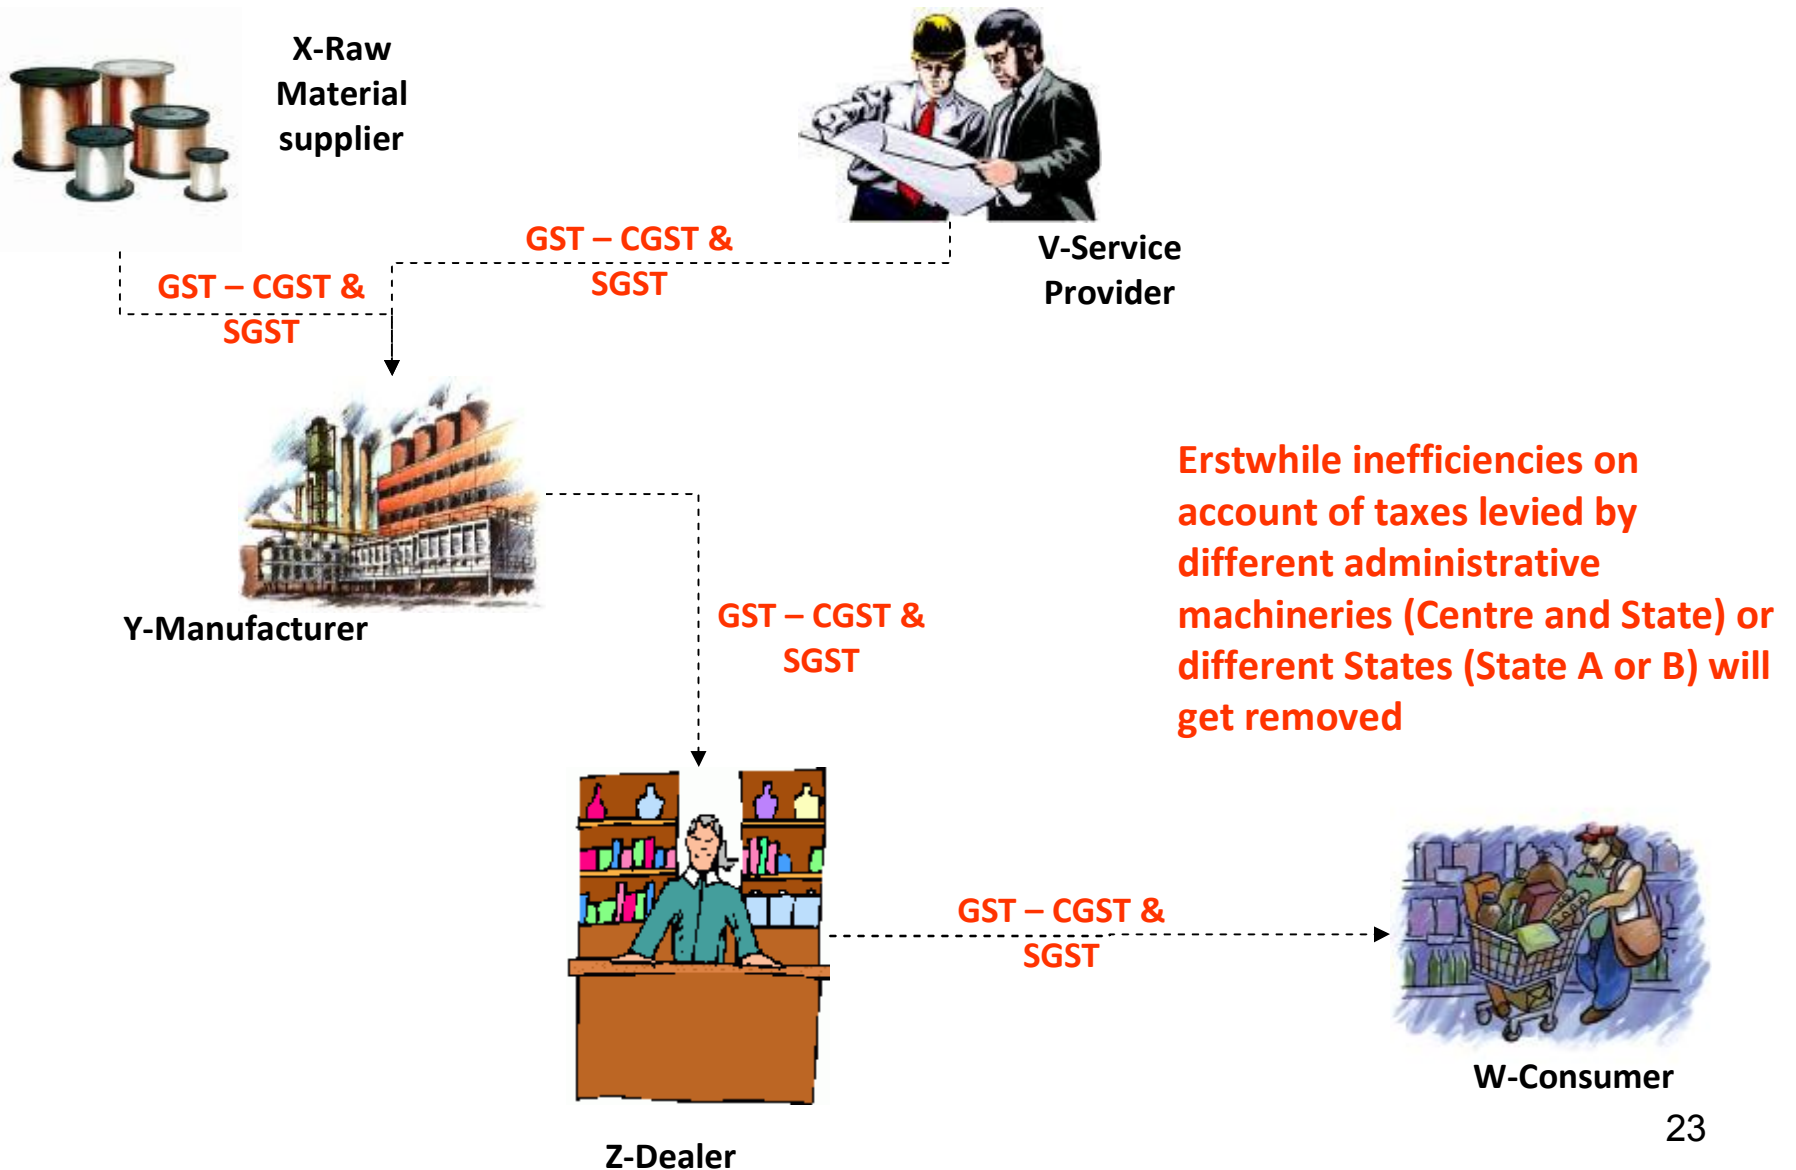 X-Raw
Material
supplier
GST – CGST &
SGST
V-Service
Provider
GST – CGST &
SGST
Y-Manufacturer
GST – CGST &
SGST
Erstwhile inefficiencies on
account of taxes levied by
different administrative
machineries (Centre and State) or
different States (State A or B) will
get removed
GST – CGST &
SGST
W-Consumer
Z-Dealer
23